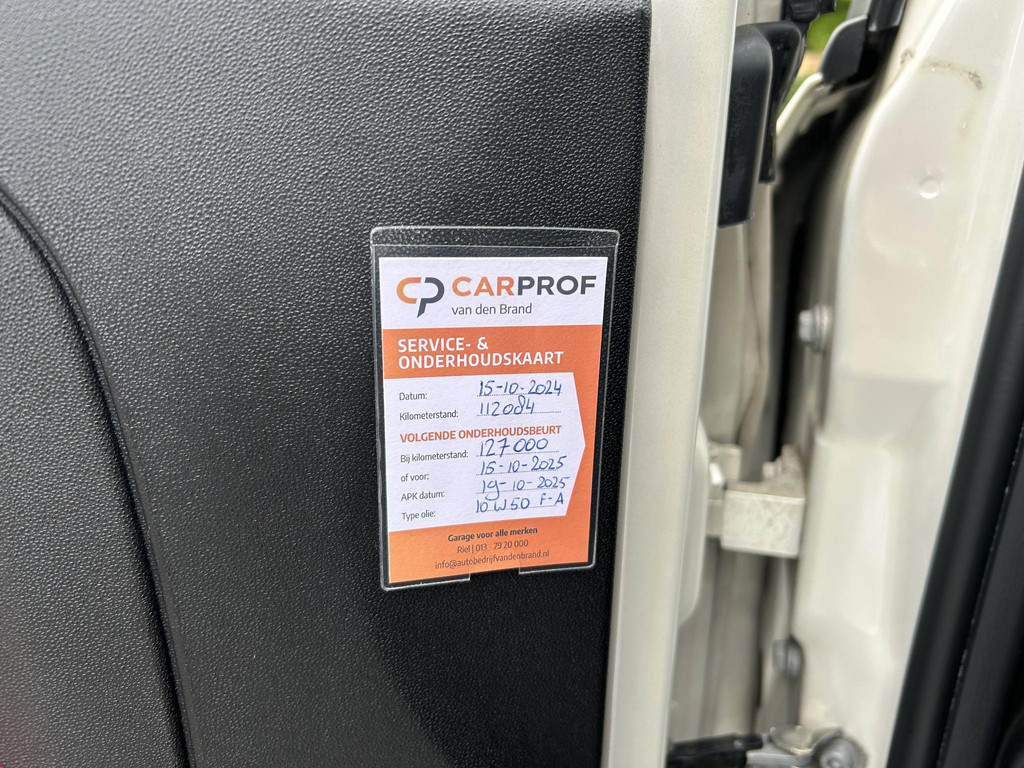 CP CARPROF
van den Brand
SERVICE- &
ONDERHOUDSKAART
Datum: 15-10-2024
Kilometerstand: 112084
VOLGENDE ONDERHOUDSBEURT
Bij kilometerstand: 127000
of voor: 15-10-2025
APK datum: 19-10-2025
Type olie: 10W50 F-A
Garage voor alle merken
Riel | 013 - 79 20 000
info@autobedrijfvandenbrand.nl